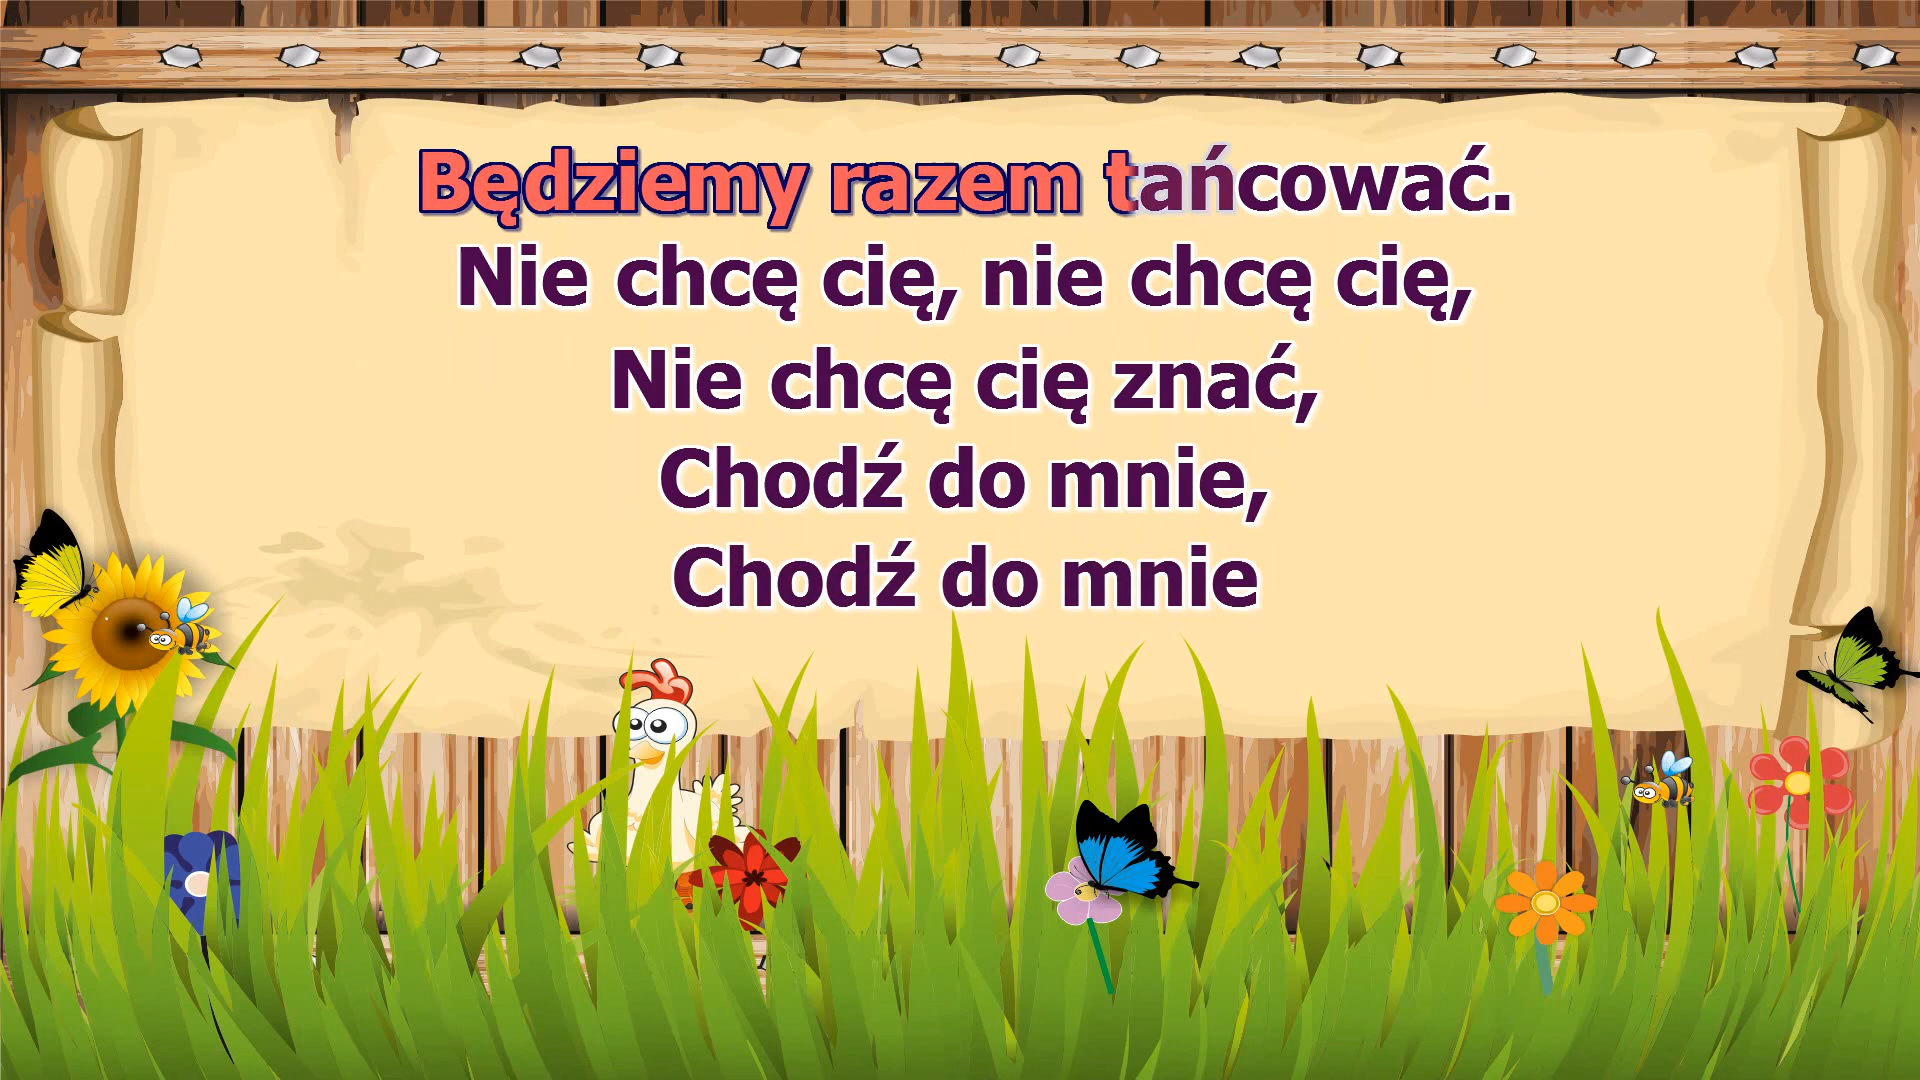 Będziemy razem tańcować.
Nie chcę cię, nie chcę cię,
Nie chcę cię znać,
Chodź do mnie,
Chodź do mnie